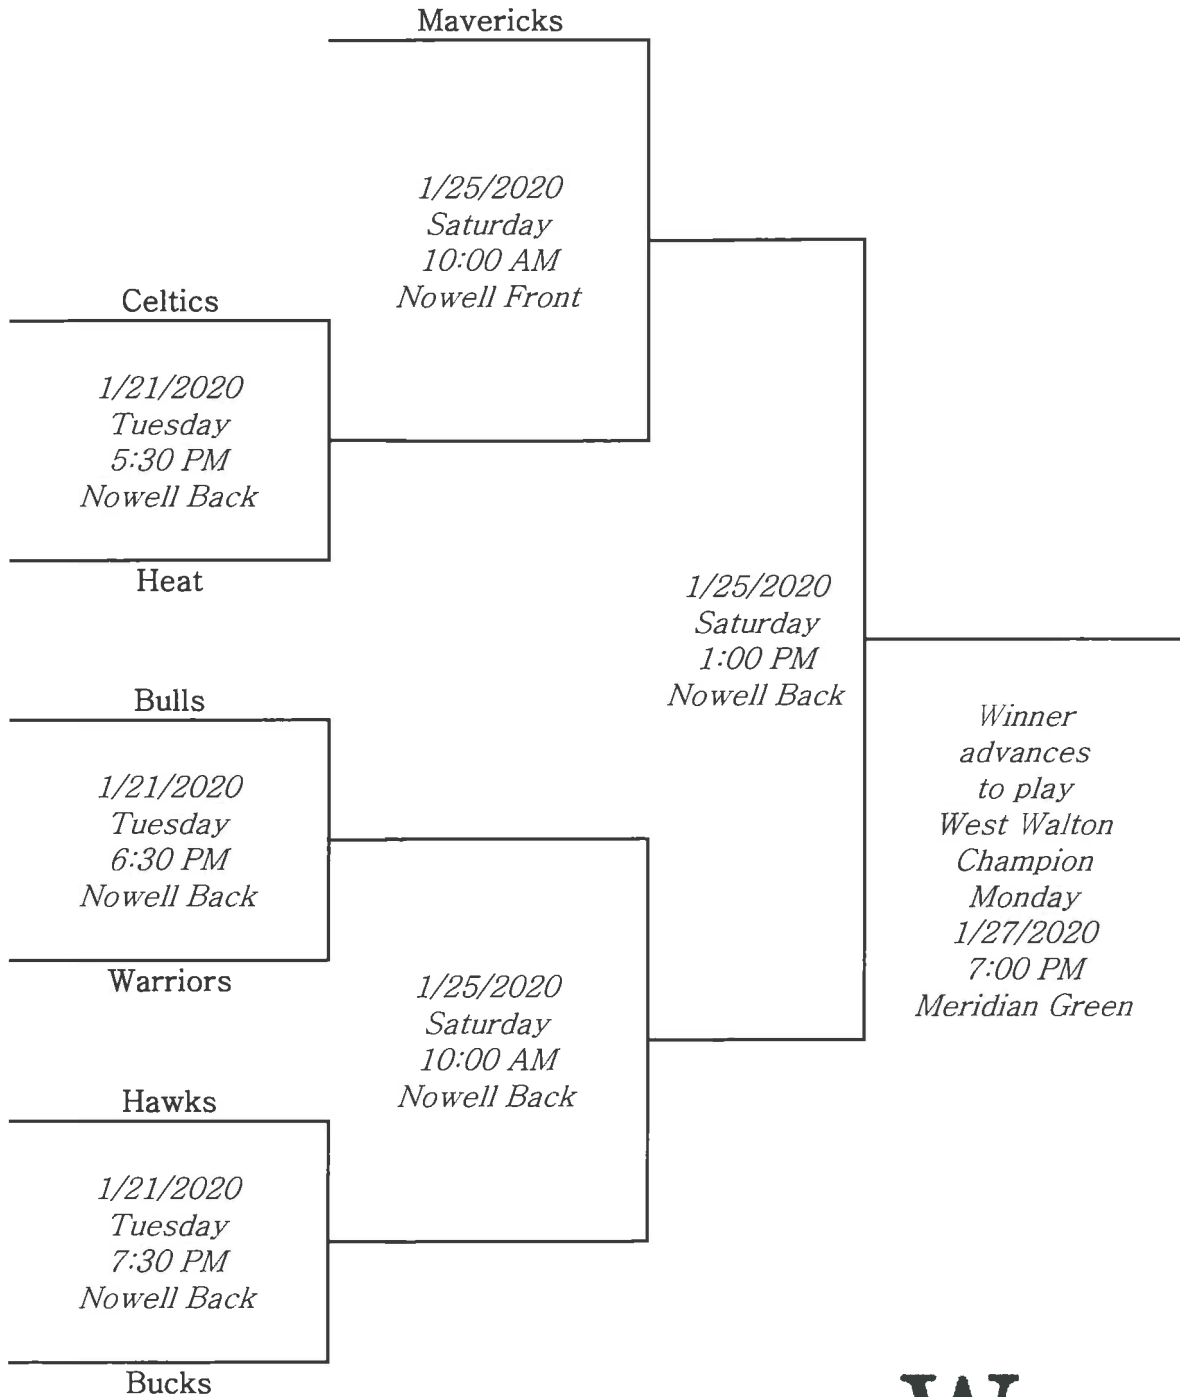 Mavericks
1/25/2020
Saturday
10:00 AM
Nowell Front
Celtics
1/21/2020
Tuesday
5:30 PM
Nowell Back
Heat
1/25/2020
Saturday
1:00 PM
Nowell Back
Bulls
1/21/2020
Tuesday
6:30 PM
Nowell Back
Warriors
Winner
advances
to play
West Walton
Champion
Monday
1/27/2020
7:00 PM
Meridian Green
1/25/2020
Saturday
10:00 AM
Nowell Back
Hawks
1/21/2020
Tuesday
7:30 PM
Nowell Back
Bucks